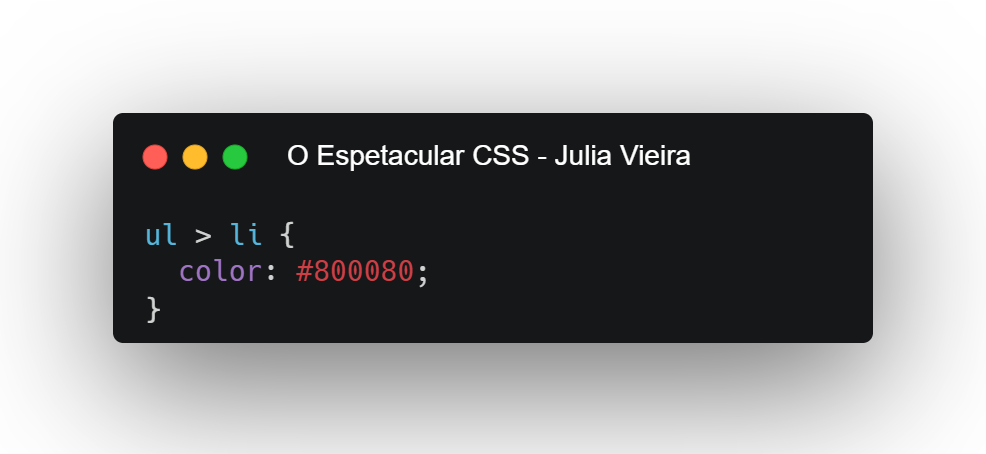 O Espetacular CSS - Julia Vieira
ul > li {
  color: #800080;
}